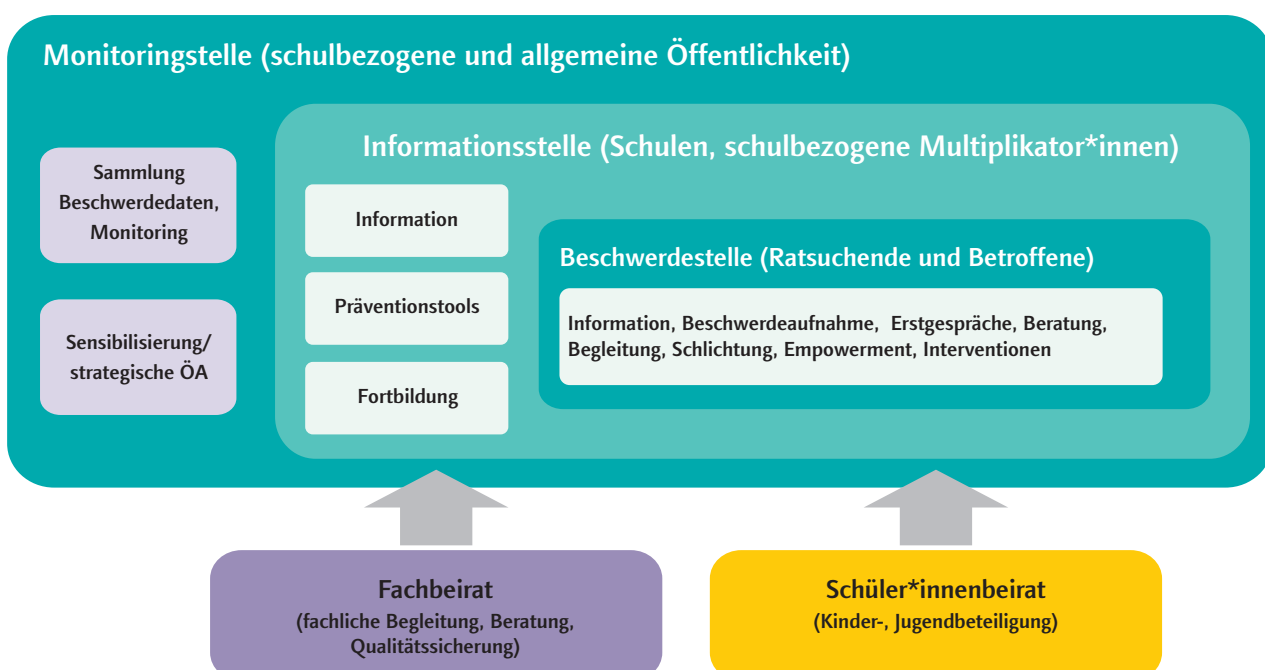 Monitoringstelle (schulbezogene und allgemeine Öffentlichkeit)
Informationsstelle (Schulen, schulbezogene Multiplikator*innen)
Sammlung
Beschwerdedaten,
Monitoring
Sensibilisierung/
strategische ÖA
Information
Präventionstools
Fortbildung
Beschwerdestelle (Ratsuchende und Betroffene)
Information, Beschwerdeaufnahme, Erstgespräche, Beratung,
Begleitung, Schlichtung, Empowerment, Interventionen
Fachbeirat
(fachliche Begleitung, Beratung,
Qualitätssicherung)
Schüler*innenbeirat
(Kinder-, Jugendbeteiligung)